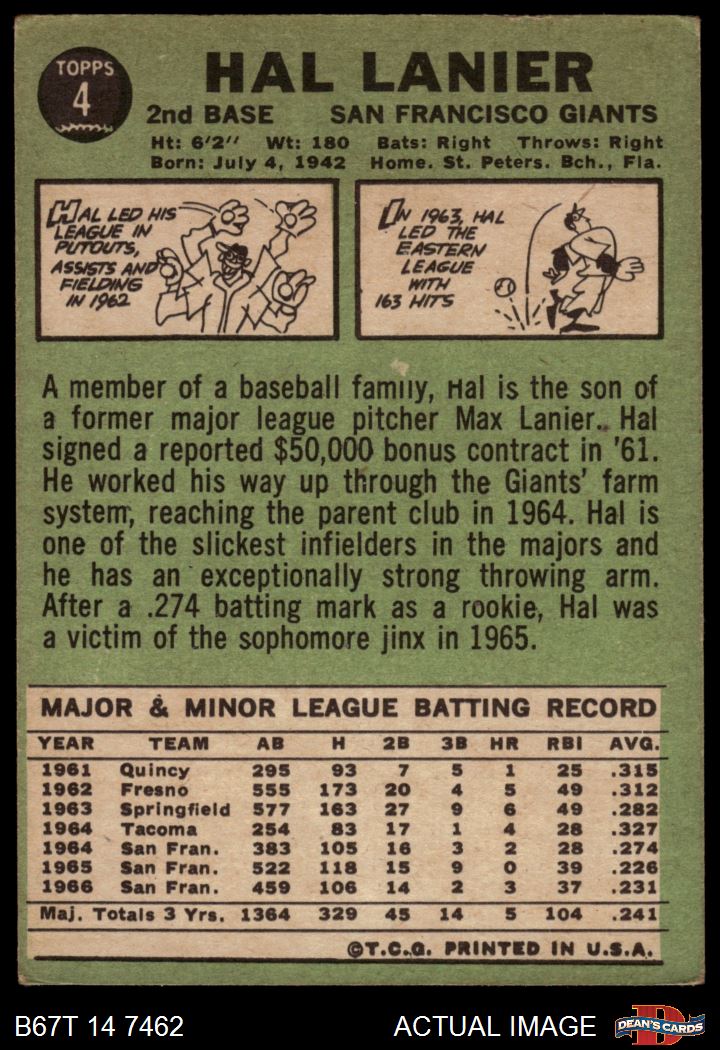 TOPPS
4
HAL LANIER
2nd BASE SAN FRANCISCO GIANTS
Ht: 6'2" Wt: 180 Bats: Right Throws: Right
Born: July 4, 1942 Home. St. Peters. Bch., Fla.
HAL LED HIS
LEAGUE IN
PUTOUTS,
ASSISTS AND
FIELDING
IN 1962
IN 1963, HAL
LED THE
EASTERN
LEAGUE
WITH
163 HITS
A member of a baseball family, Hal is the son of
a former major league pitcher Max Lanier. Hal
signed a reported $50,000 bonus contract in '61.
He worked his way up through the Giants' farm
system, reaching the parent club in 1964. Hal is
one of the slickest infielders in the majors and
he has an exceptionally strong throwing arm.
After a .274 batting mark as a rookie, Hal was
a victim of the sophomore jinx in 1965.
MAJOR & MINOR LEAGUE BATTING RECORD
YEAR TEAM AB H 2B 3B HR RBI AVG.
1961 Quincy 295 93 7 5 1 25 .315
1962 Fresno 555 173 20 4 5 49 .312
1963 Springfield 577 163 27 9 6 49 .282
1964 Tacoma 254 83 17 1 4 28 .327
1964 San Fran. 383 105 16 3 2 28 .274
1965 San Fran. 522 118 15 9 0 39 .226
1966 San Fran. 459 106 14 2 3 37 .231
Maj. Totals 3 Yrs. 1364 329 45 14 5 104 .241
©T.C.G. PRINTED IN U.S.A.
B67T 14 7462 ACTUAL IMAGE
D
DEAN'S CARDS